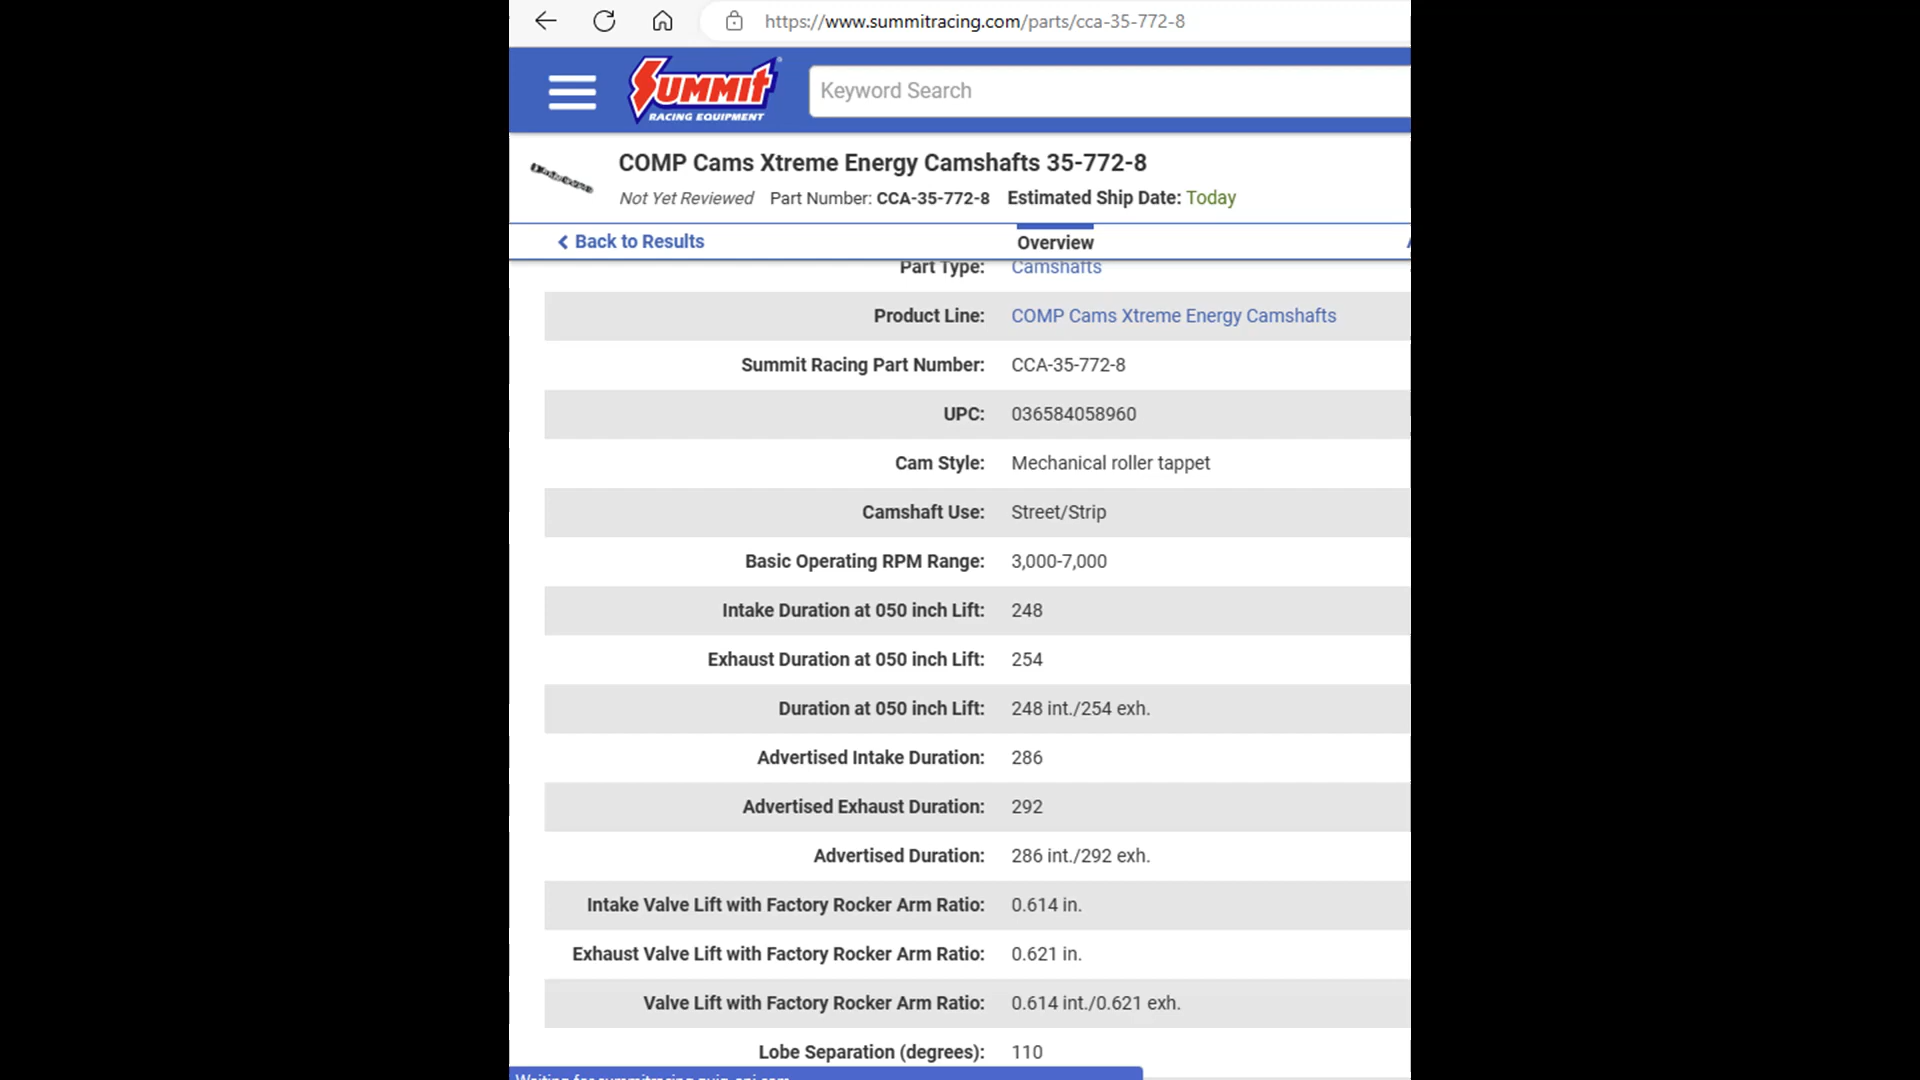 https://www.summitracing.com/parts/cca-35-772-8
SUMMIT
RACING EQUIPMENT
Keyword Search
COMP Cams Xtreme Energy Camshafts 35-772-8
Not Yet Reviewed Part Number: CCA-35-772-8 Estimated Ship Date: Today
Back to Results Overview
Part Type: Camshafts
Product Line: COMP Cams Xtreme Energy Camshafts
Summit Racing Part Number: CCA-35-772-8
UPC: 036584058960
Cam Style: Mechanical roller tappet
Camshaft Use: Street/Strip
Basic Operating RPM Range: 3,000-7,000
Intake Duration at 050 inch Lift: 248
Exhaust Duration at 050 inch Lift: 254
Duration at 050 inch Lift: 248 int./254 exh.
Advertised Intake Duration: 286
Advertised Exhaust Duration: 292
Advertised Duration: 286 int./292 exh.
Intake Valve Lift with Factory Rocker Arm Ratio: 0.614 in.
Exhaust Valve Lift with Factory Rocker Arm Ratio: 0.621 in.
Valve Lift with Factory Rocker Arm Ratio: 0.614 int./0.621 exh.
Lobe Separation (degrees): 110